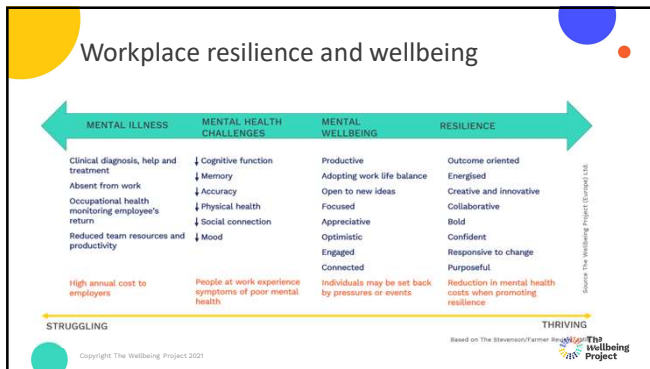 Workplace resilience and wellbeing
MENTAL ILLNESS
Clinical diagnosis, help and
treatment
Absent from work
Occupational health
monitoring employee's
return
Reduced team resources and
productivity
High annual cost to
employers
MENTAL HEALTH
CHALLENGES
↓ Cognitive function
↓ Memory
↓ Accuracy
↓ Physical health
↓ Social connection
↓ Mood
People at work experience
symptoms of poor mental
health
MENTAL
WELLBEING
Productive
Adopting work life balance
Open to new ideas
Focused
Appreciative
Optimistic
Engaged
Connected
Individuals may be set back
by pressures or events
RESILIENCE
Outcome oriented
Energised
Creative and innovative
Collaborative
Bold
Confident
Responsive to change
Purposeful
Reduction in mental health
costs when promoting
resilience
Source The Wellbeing Project (Europe) Ltd.
STRUGGLING
THRIVING
Based on The Stevenson/Farmer
Copyright The Wellbeing Project 2021
The
Wellbeing
Project